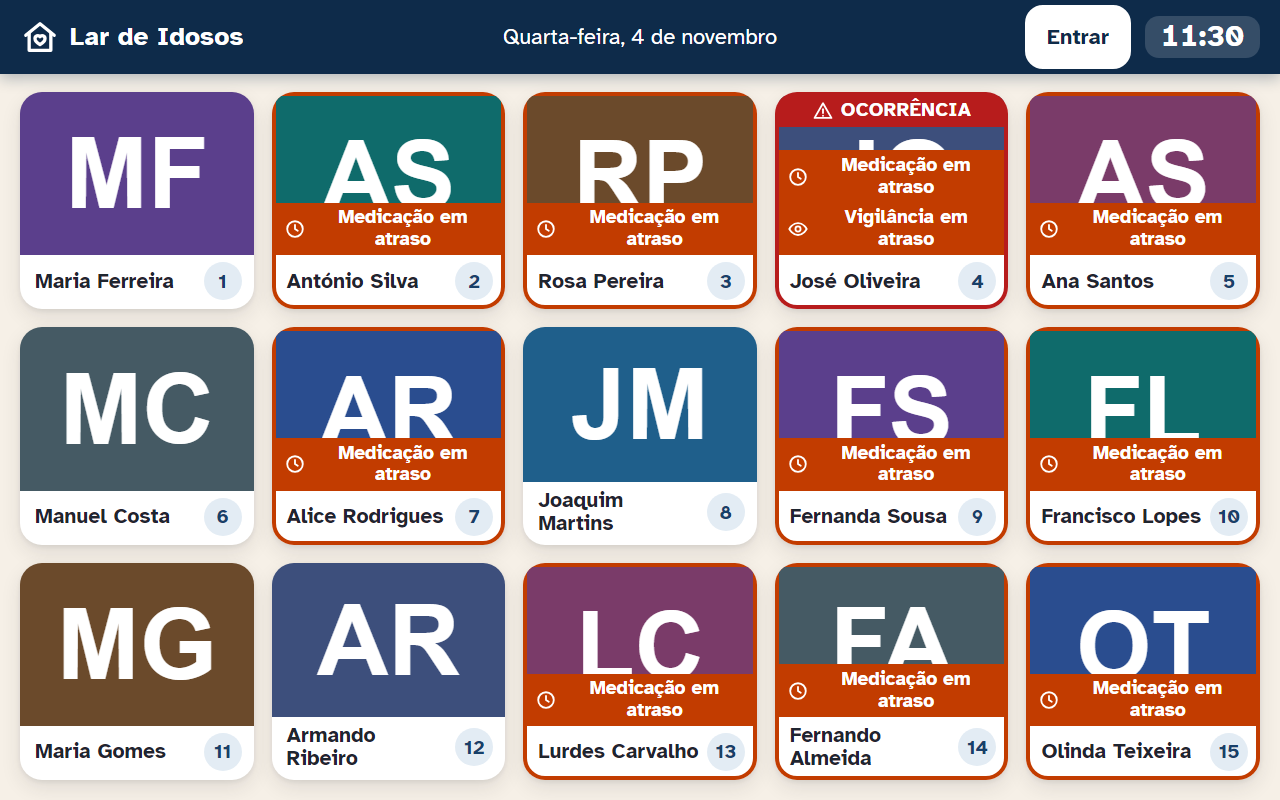 Lar de Idosos
Quarta-feira, 4 de novembro
Entrar
11:30
MF
Maria Ferreira
1
AS
Medicação em
atraso
António Silva
2
RP
Medicação em
atraso
Rosa Pereira
3
OCORRÊNCIA
Medicação em
atraso
Vigilância em
atraso
José Oliveira
4
AS
Medicação em
atraso
Ana Santos
5
MC
Manuel Costa
6
AR
Medicação em
atraso
Alice Rodrigues
7
JM
Joaquim
Martins
8
FS
Medicação em
atraso
Fernanda Sousa
9
FL
Medicação em
atraso
Francisco Lopes
10
MG
Maria Gomes
11
AR
Armando
Ribeiro
12
LC
Medicação em
atraso
Lurdes Carvalho
13
FA
Medicação em
atraso
Fernando
Almeida
14
OT
Medicação em
atraso
Olinda Teixeira
15